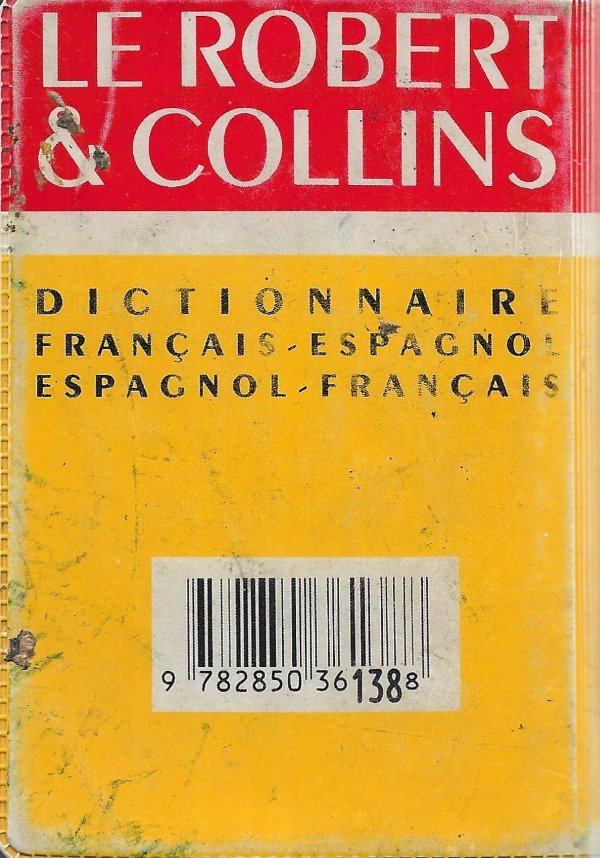 LE ROBERT
& COLLINS
DICTIONNAIRE
FRANÇAIS-ESPAGNOL
ESPAGNOL-FRANÇAIS
9 782850 361388